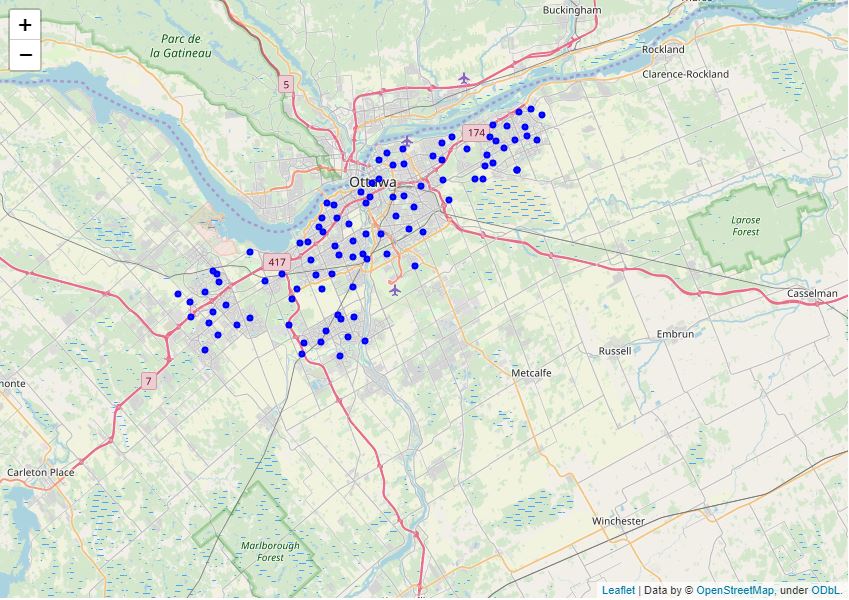 Buckingham
+
−
Parc de
la Gatineau
Rockland
Clarence-Rockland
5
174
Ottawa
Larose
Forest
417
Casselman
Embrun
Russell
7
Metcalfe
Carleton Place
Winchester
Marlborough
Forest
Leaflet | Data by © OpenStreetMap, under ODbL.